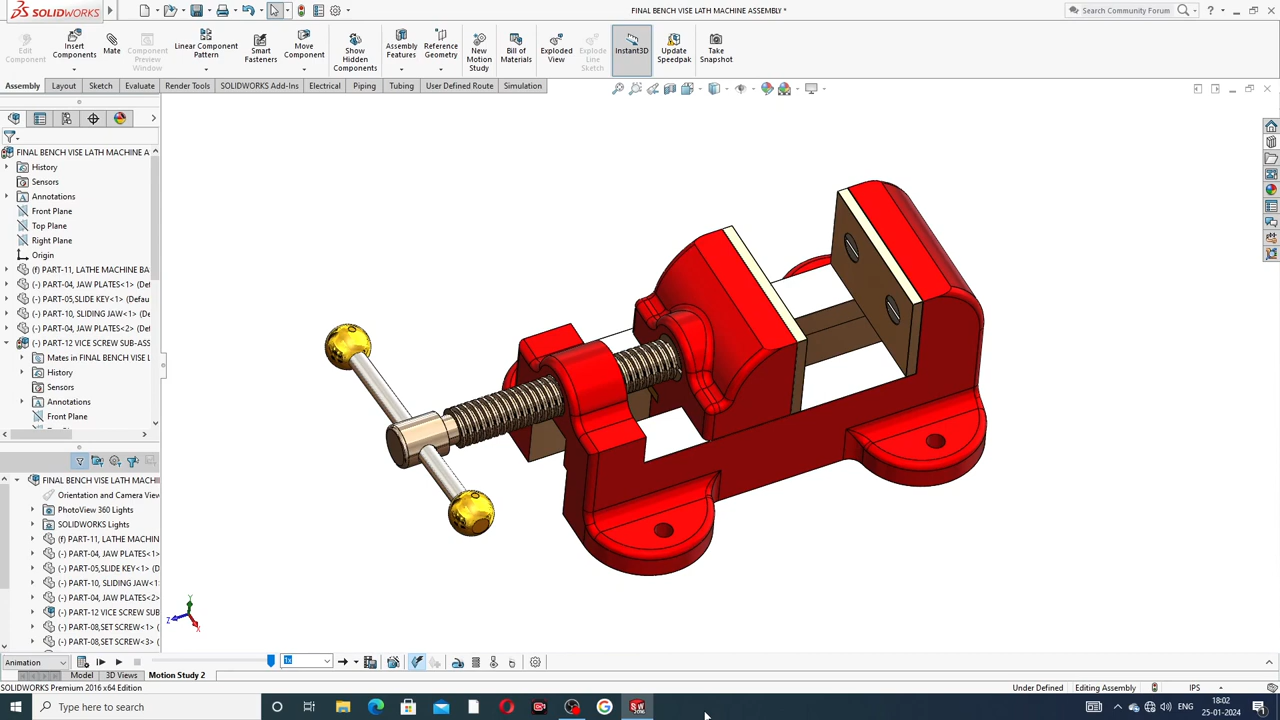 SOLIDWORKS
FINAL BENCH VISE LATH MACHINE ASSEMBLY *
Search Community Forum
Edit Component
Insert Components
Mate
Component Preview Window
Linear Component Pattern
Smart Fasteners
Move Component
Show Hidden Components
Assembly Features
Reference Geometry
New Motion Study
Bill of Materials
Exploded View
Explode Line Sketch
Instant3D
Update Speedpak
Take Snapshot
Assembly
Layout
Sketch
Evaluate
Render Tools
SOLIDWORKS Add-Ins
Electrical
Piping
Tubing
User Defined Route
Simulation
FINAL BENCH VISE LATH MACHINE A
History
Sensors
Annotations
Front Plane
Top Plane
Right Plane
Origin
(f) PART-11, LATHE MACHINE BA
(-) PART-04, JAW PLATES<1> (Det
(-) PART-05,SLIDE KEY<1> (Defau
(-) PART-10, SLIDING JAW<1> (D
(-) PART-04, JAW PLATES<2> (Det
(-) PART-12 VICE SCREW SUB-ASS
Mates in FINAL BENCH VISE L
History
Sensors
Annotations
Front Plane
FINAL BENCH VISE LATH MACHI
Orientation and Camera View
PhotoView 360 Lights
SOLIDWORKS Lights
(f) PART-11, LATHE MACHINE
(-) PART-04, JAW PLATES<1>
(-) PART-05,SLIDE KEY<1> (D
(-) PART-10, SLIDING JAW<1
(-) PART-04, JAW PLATES<2>
(-) PART-12 VICE SCREW SUB
(-) PART-08,SET SCREW<1> (
(-) PART-08,SET SCREW<3> (
Y
Z
X
Animation
1x
Model
3D Views
Motion Study 2
SOLIDWORKS Premium 2016 x64 Edition
Under Defined
Editing Assembly
IPS
Type here to search
ENG
18:02
25-01-2024